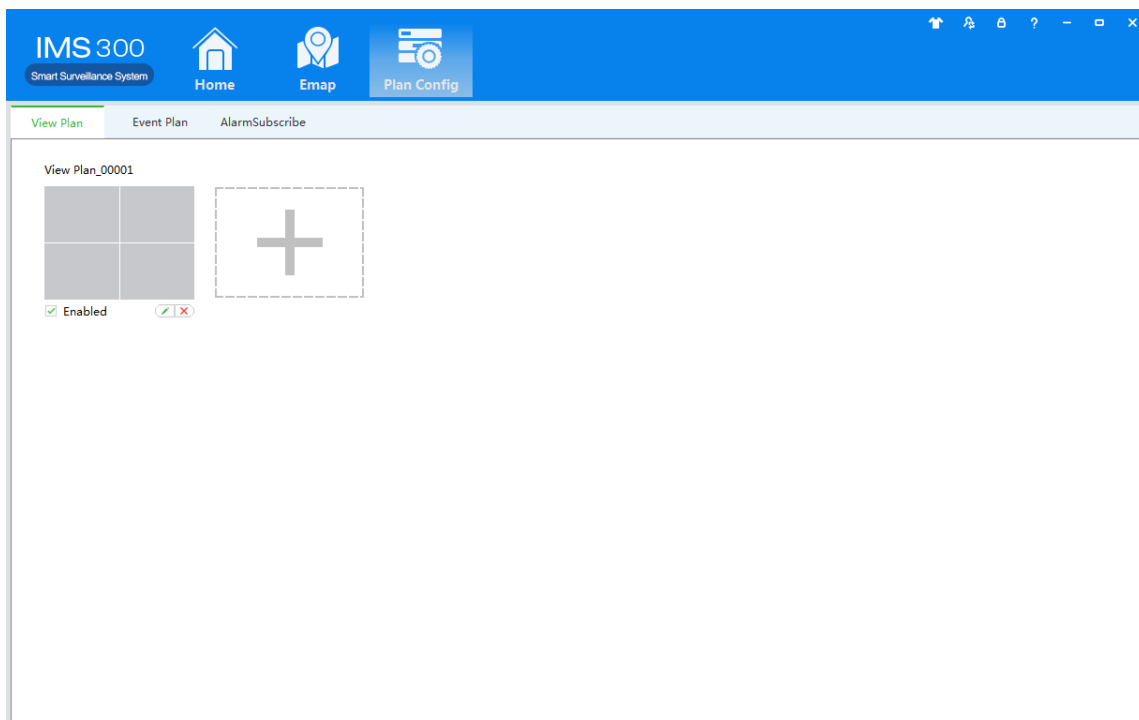 IMS 300
Smart Surveillance System
Home
Emap
Plan Config
View Plan
Event Plan
AlarmSubscribe
View Plan_00001
Enabled